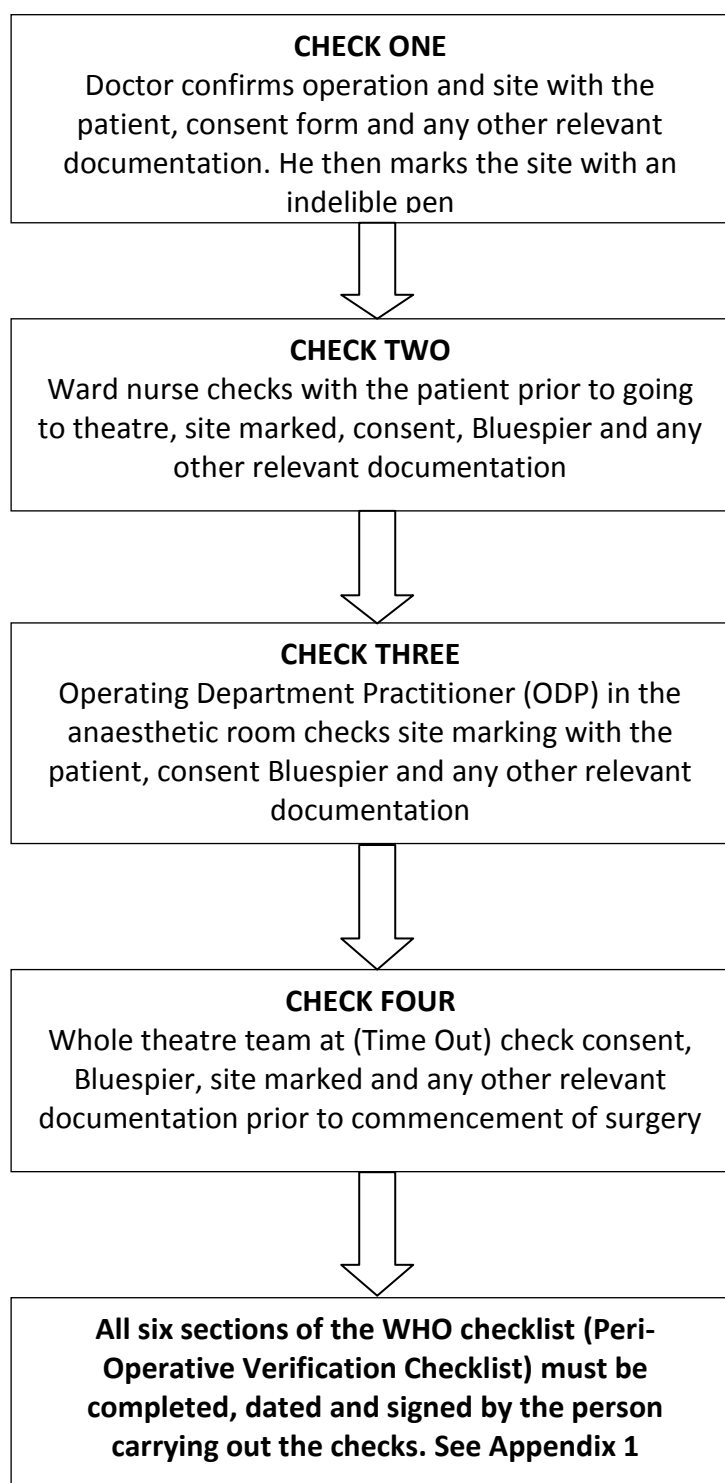 CHECK ONE
Doctor confirms operation and site with the
patient, consent form and any other relevant
documentation. He then marks the site with an
indelible pen
CHECK TWO
Ward nurse checks with the patient prior to going
to theatre, site marked, consent, Bluespier and any
other relevant documentation
CHECK THREE
Operating Department Practitioner (ODP) in the
anaesthetic room checks site marking with the
patient, consent Bluespier and any other relevant
documentation
CHECK FOUR
Whole theatre team at (Time Out) check consent,
Bluespier, site marked and any other relevant
documentation prior to commencement of surgery
All six sections of the WHO checklist (Peri-
Operative Verification Checklist) must be
completed, dated and signed by the person
carrying out the checks. See Appendix 1